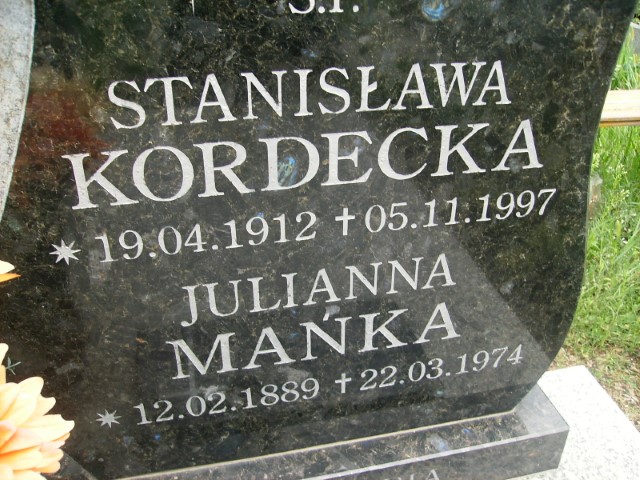 Ś.P.
STANISŁAWA
KORDECKA
* 19.04.1912 † 05.11.1997
JULIANNA
MAŃKA
* 12.02.1889 † 22.03.1974